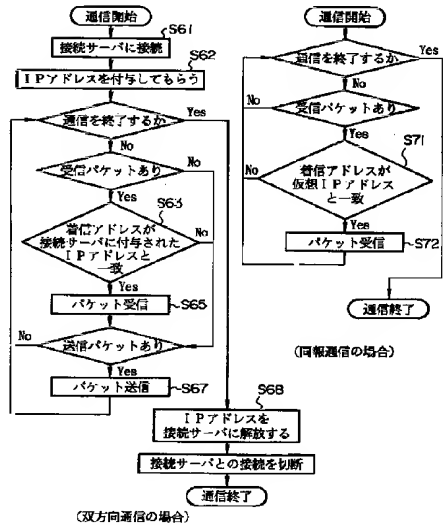 通信開始
S61
接続サーバに接続
S62
IPアドレスを付与してもらう
通信を終了するか
Yes
No
受信パケットあり
No
Yes
S63
着信アドレスが
接続サーバに付与された
IPアドレスと
一致
No
Yes
パケット受信
S65
No
送信パケットあり
Yes
パケット送信
S67
S68
IPアドレスを
接続サーバに解放する
接続サーバとの接続を切断
通信終了
(双方向通信の場合)
通信開始
通信を終了するか
Yes
No
No
受信パケットあり
Yes
S71
着信アドレスが
仮想IPアドレス
と一致
No
Yes
パケット受信
S72
通信終了
(同報通信の場合)